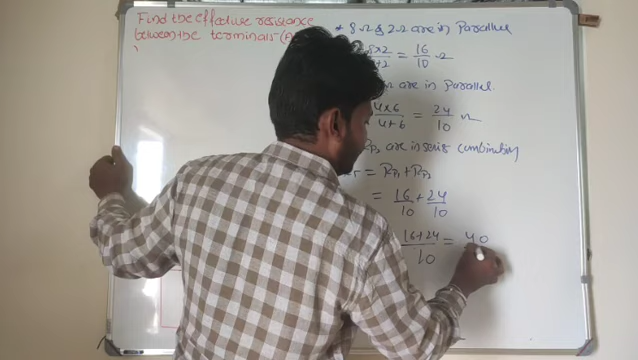 Find the effective resistance
between the terminals (A
* 8Ω & 2Ω are in Parallel
8×2/8+2 = 16/10 Ω
Ω are in Parallel.
4×6/4+6 = 24/10 Ω
are in series combination
= RP1 + RP2
= 16/10 + 24/10
16+24/10 = 40